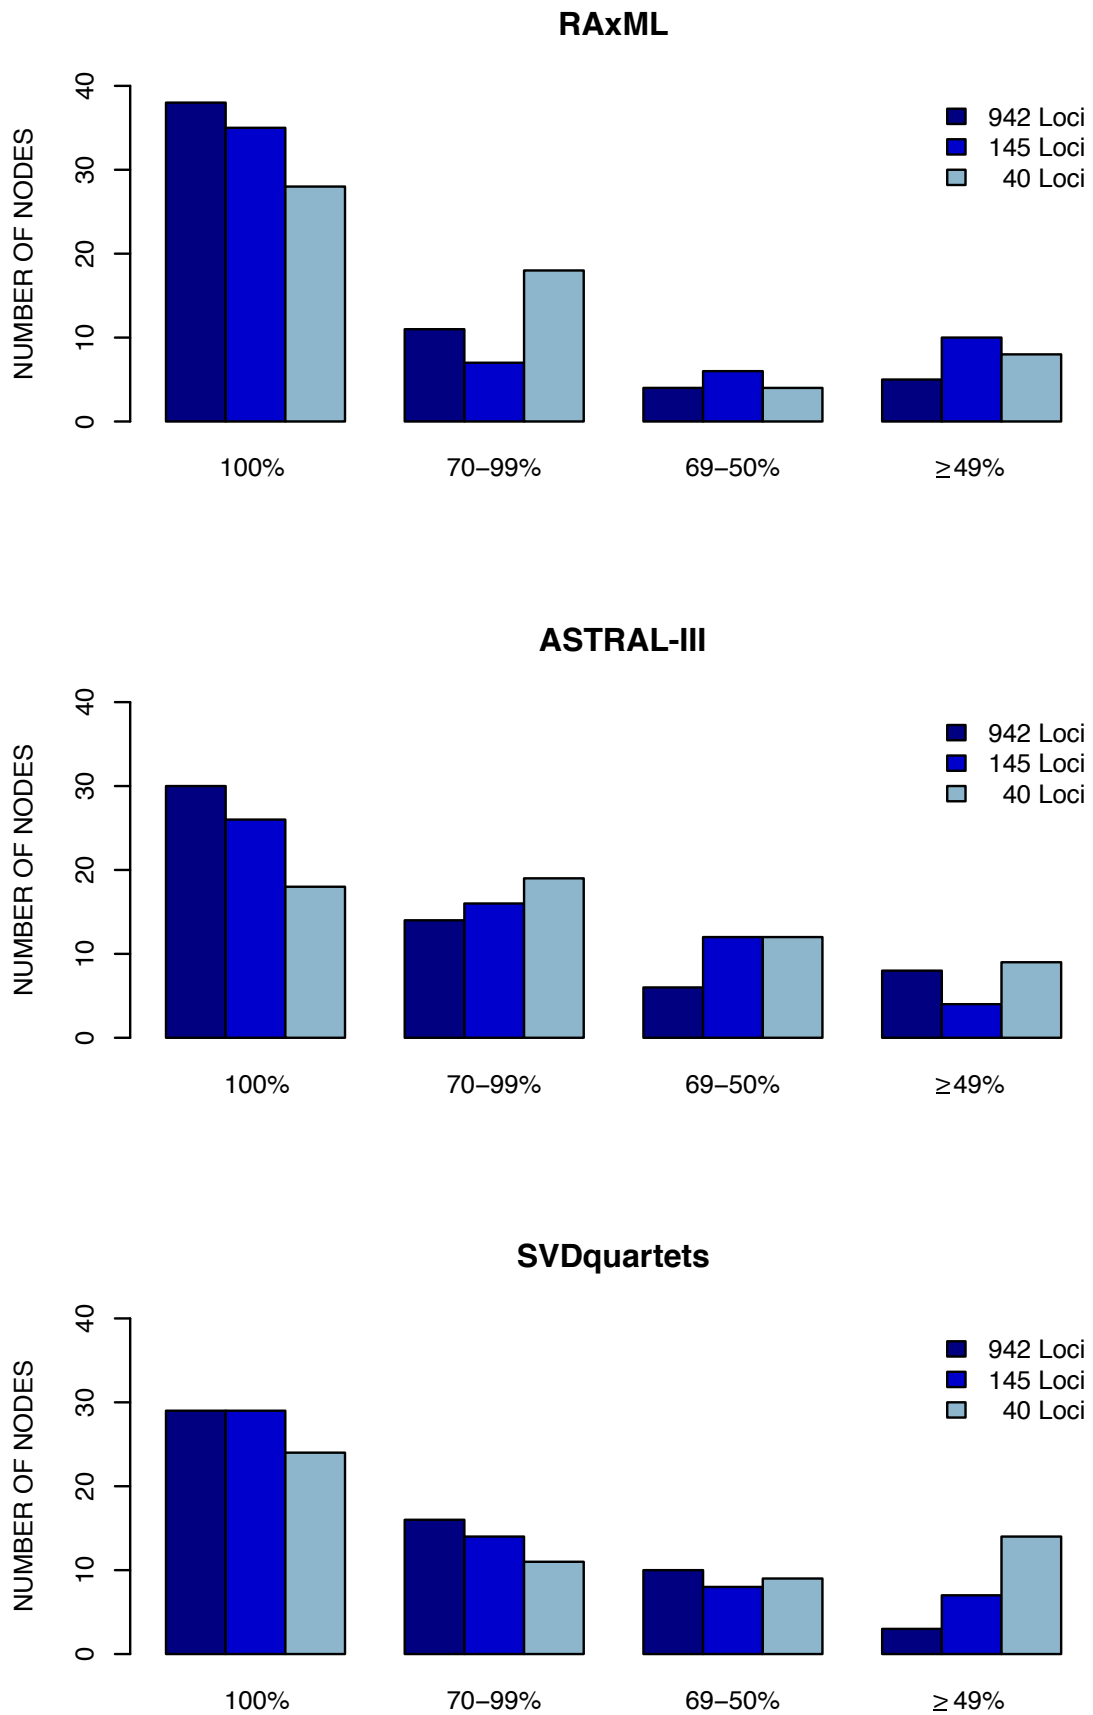 RAxML
NUMBER OF NODES
40
30
20
10
0
942 Loci
145 Loci
40 Loci
100%
70−99%
69−50%
≥49%
ASTRAL-III
NUMBER OF NODES
40
30
20
10
0
942 Loci
145 Loci
40 Loci
100%
70−99%
69−50%
≥49%
SVDquartets
NUMBER OF NODES
40
30
20
10
0
942 Loci
145 Loci
40 Loci
100%
70−99%
69−50%
≥49%